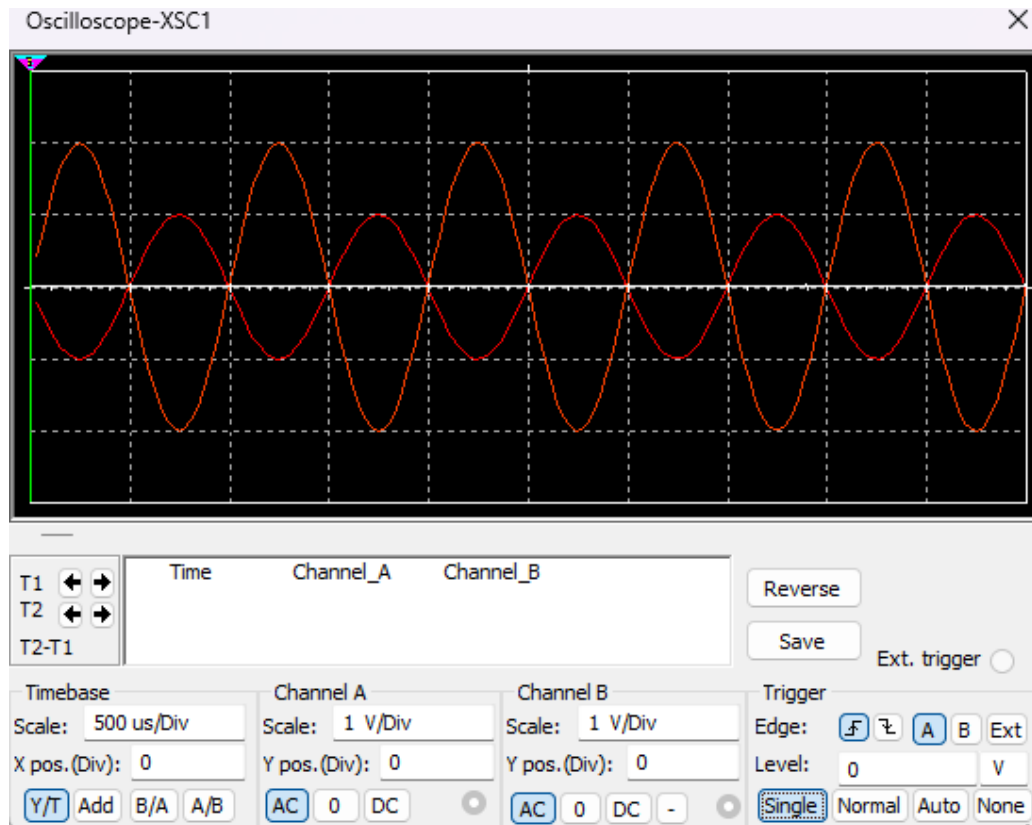 Oscilloscope-XSC1
Time Channel_A Channel_B
T1
T2
T2-T1
Reverse
Save
Ext. trigger
Timebase
Scale: 500 us/Div
X pos.(Div): 0
Y/T Add B/A A/B
Channel A
Scale: 1 V/Div
Y pos.(Div): 0
AC 0 DC
Channel B
Scale: 1 V/Div
Y pos.(Div): 0
AC 0 DC -
Trigger
Edge: A B Ext
Level: 0 V
Single Normal Auto None